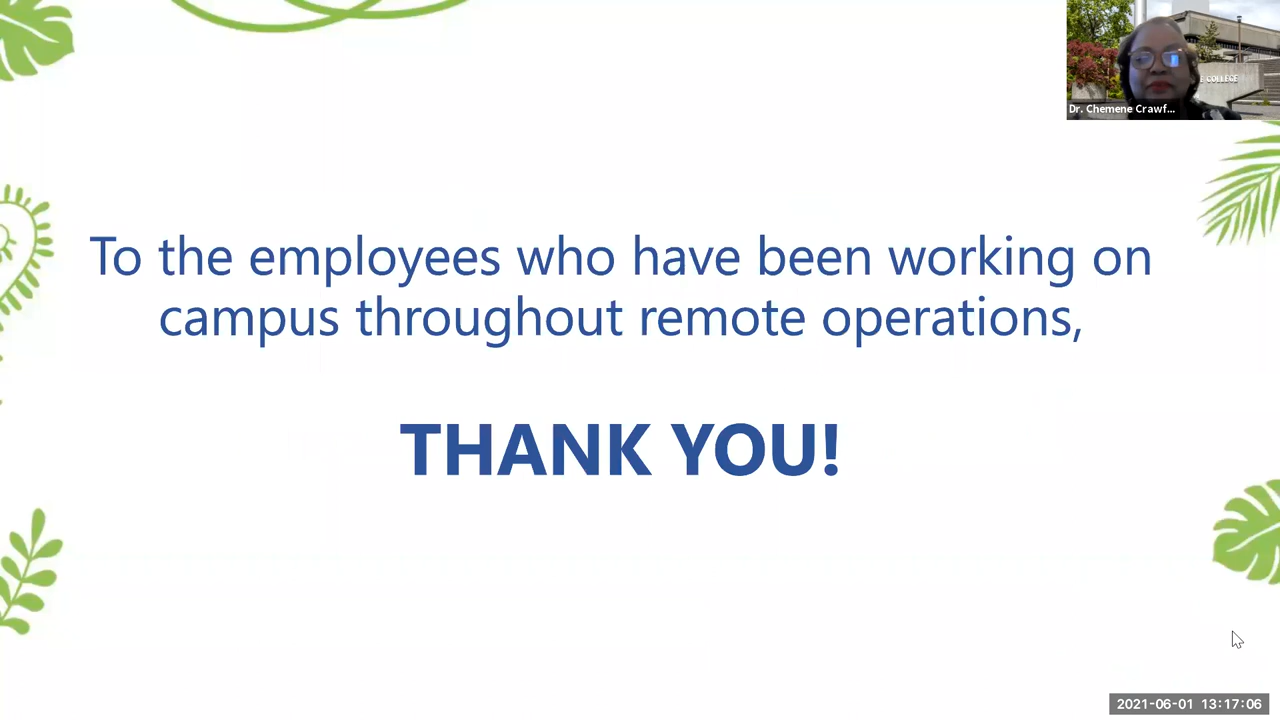 COLLEGE
Dr. Chemene Crawf...
To the employees who have been working on
campus throughout remote operations,
THANK YOU!
2021-06-01 13:17:06